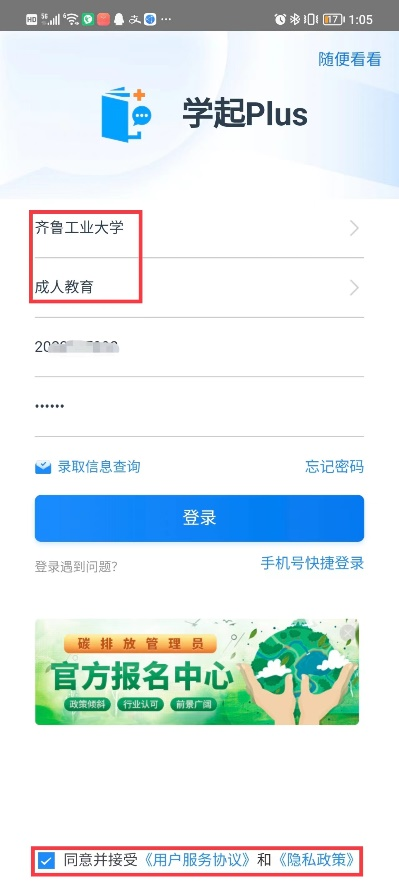 HD 5G 6 17 1:05
随便看看
学起Plus
齐鲁工业大学
成人教育
••••••
录取信息查询 忘记密码
登录
登录遇到问题? 手机号快捷登录
碳排放管理员
官方报名中心
政策倾斜 行业认可 前景广阔
同意并接受《用户服务协议》和《隐私政策》